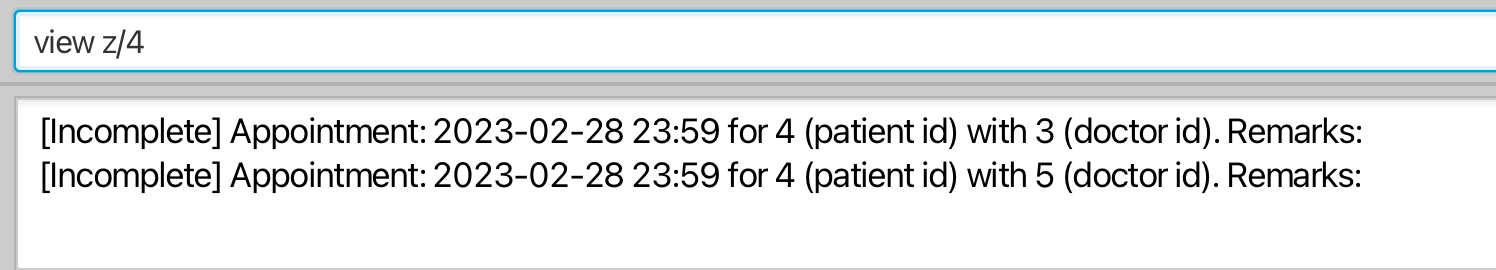 view z/4
[Incomplete] Appointment: 2023-02-28 23:59 for 4 (patient id) with 3 (doctor id). Remarks:
[Incomplete] Appointment: 2023-02-28 23:59 for 4 (patient id) with 5 (doctor id). Remarks: